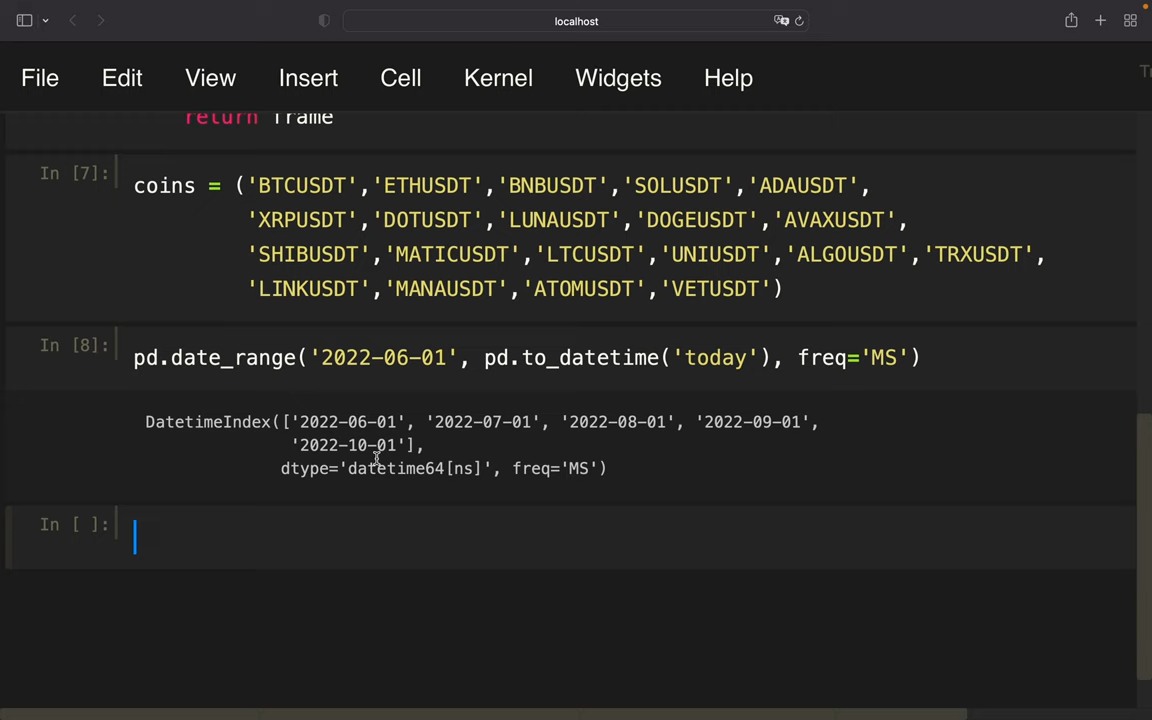 localhost
File Edit View Insert Cell Kernel Widgets Help
return frame
In [7]: coins = ('BTCUSDT','ETHUSDT','BNBUSDT','SOLUSDT','ADAUSDT',
'XRPUSDT','DOTUSDT','LUNAUSDT','DOGEUSDT','AVAXUSDT',
'SHIBUSDT','MATICUSDT','LTCUSDT','UNIUSDT','ALGOUSDT','TRXUSDT',
'LINKUSDT','MANAUSDT','ATOMUSDT','VETUSDT')
In [8]: pd.date_range('2022-06-01', pd.to_datetime('today'), freq='MS')
DatetimeIndex(['2022-06-01', '2022-07-01', '2022-08-01', '2022-09-01',
'2022-10-01'],
dtype='datetime64[ns]', freq='MS')
In [ ]: